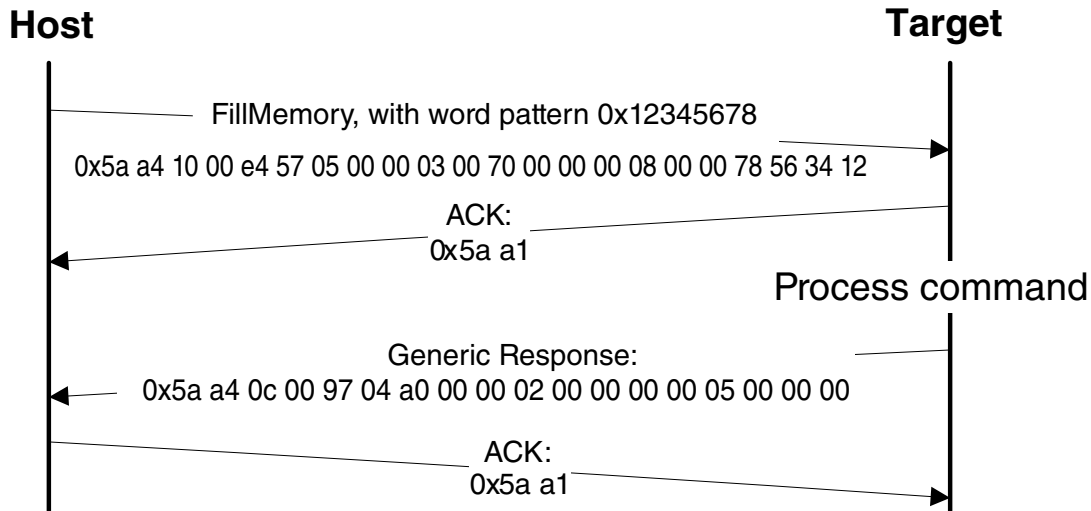 Host
Target
FillMemory, with word pattern 0x12345678
0x5a a4 10 00 e4 57 05 00 00 03 00 70 00 00 00 08 00 00 78 56 34 12
ACK:
0x5a a1
Process command
Generic Response:
0x5a a4 0c 00 97 04 a0 00 00 02 00 00 00 00 05 00 00 00
ACK:
0x5a a1